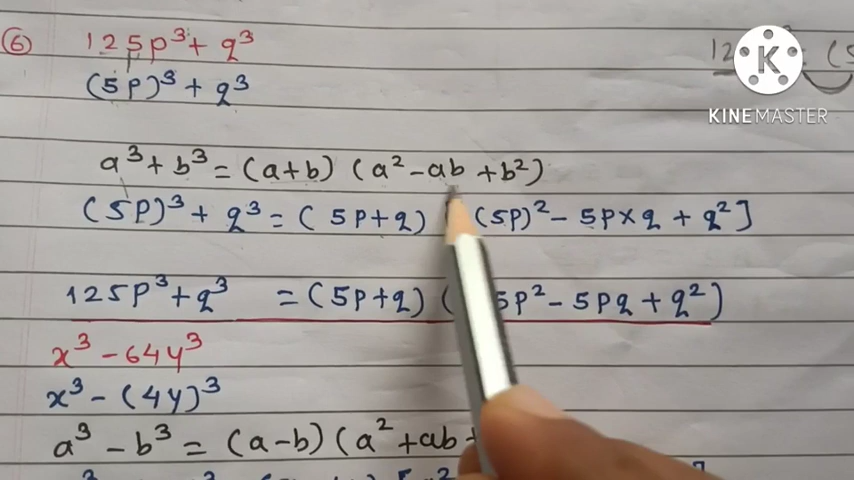 ⑥ 125p³ + q³
(5p)³ + q³
KINEMASTER
a³ + b³ = (a+b) (a² - ab + b²)
(5p)³ + q³ = (5p+q) (5p)² - 5p×q + q²]
125p³ + q³ = (5p+q) ( 5p² - 5pq + q²)
x³ - 64y³
x³ - (4y)³
a³ - b³ = (a-b) (a² + ab +